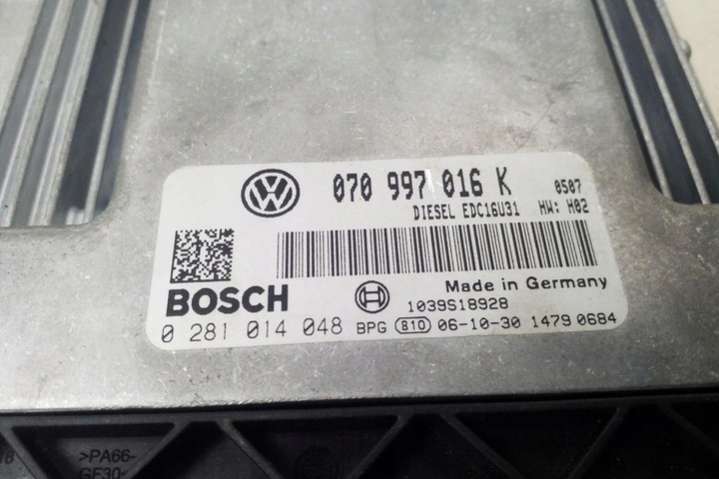 070 997 016 K 0507
DIESEL EDC16U31 HW: H02
BOSCH
Made in Germany
1039S18928
0 281 014 048 BPG 810 06-10-30 1479 0684
>PA66-
GF30